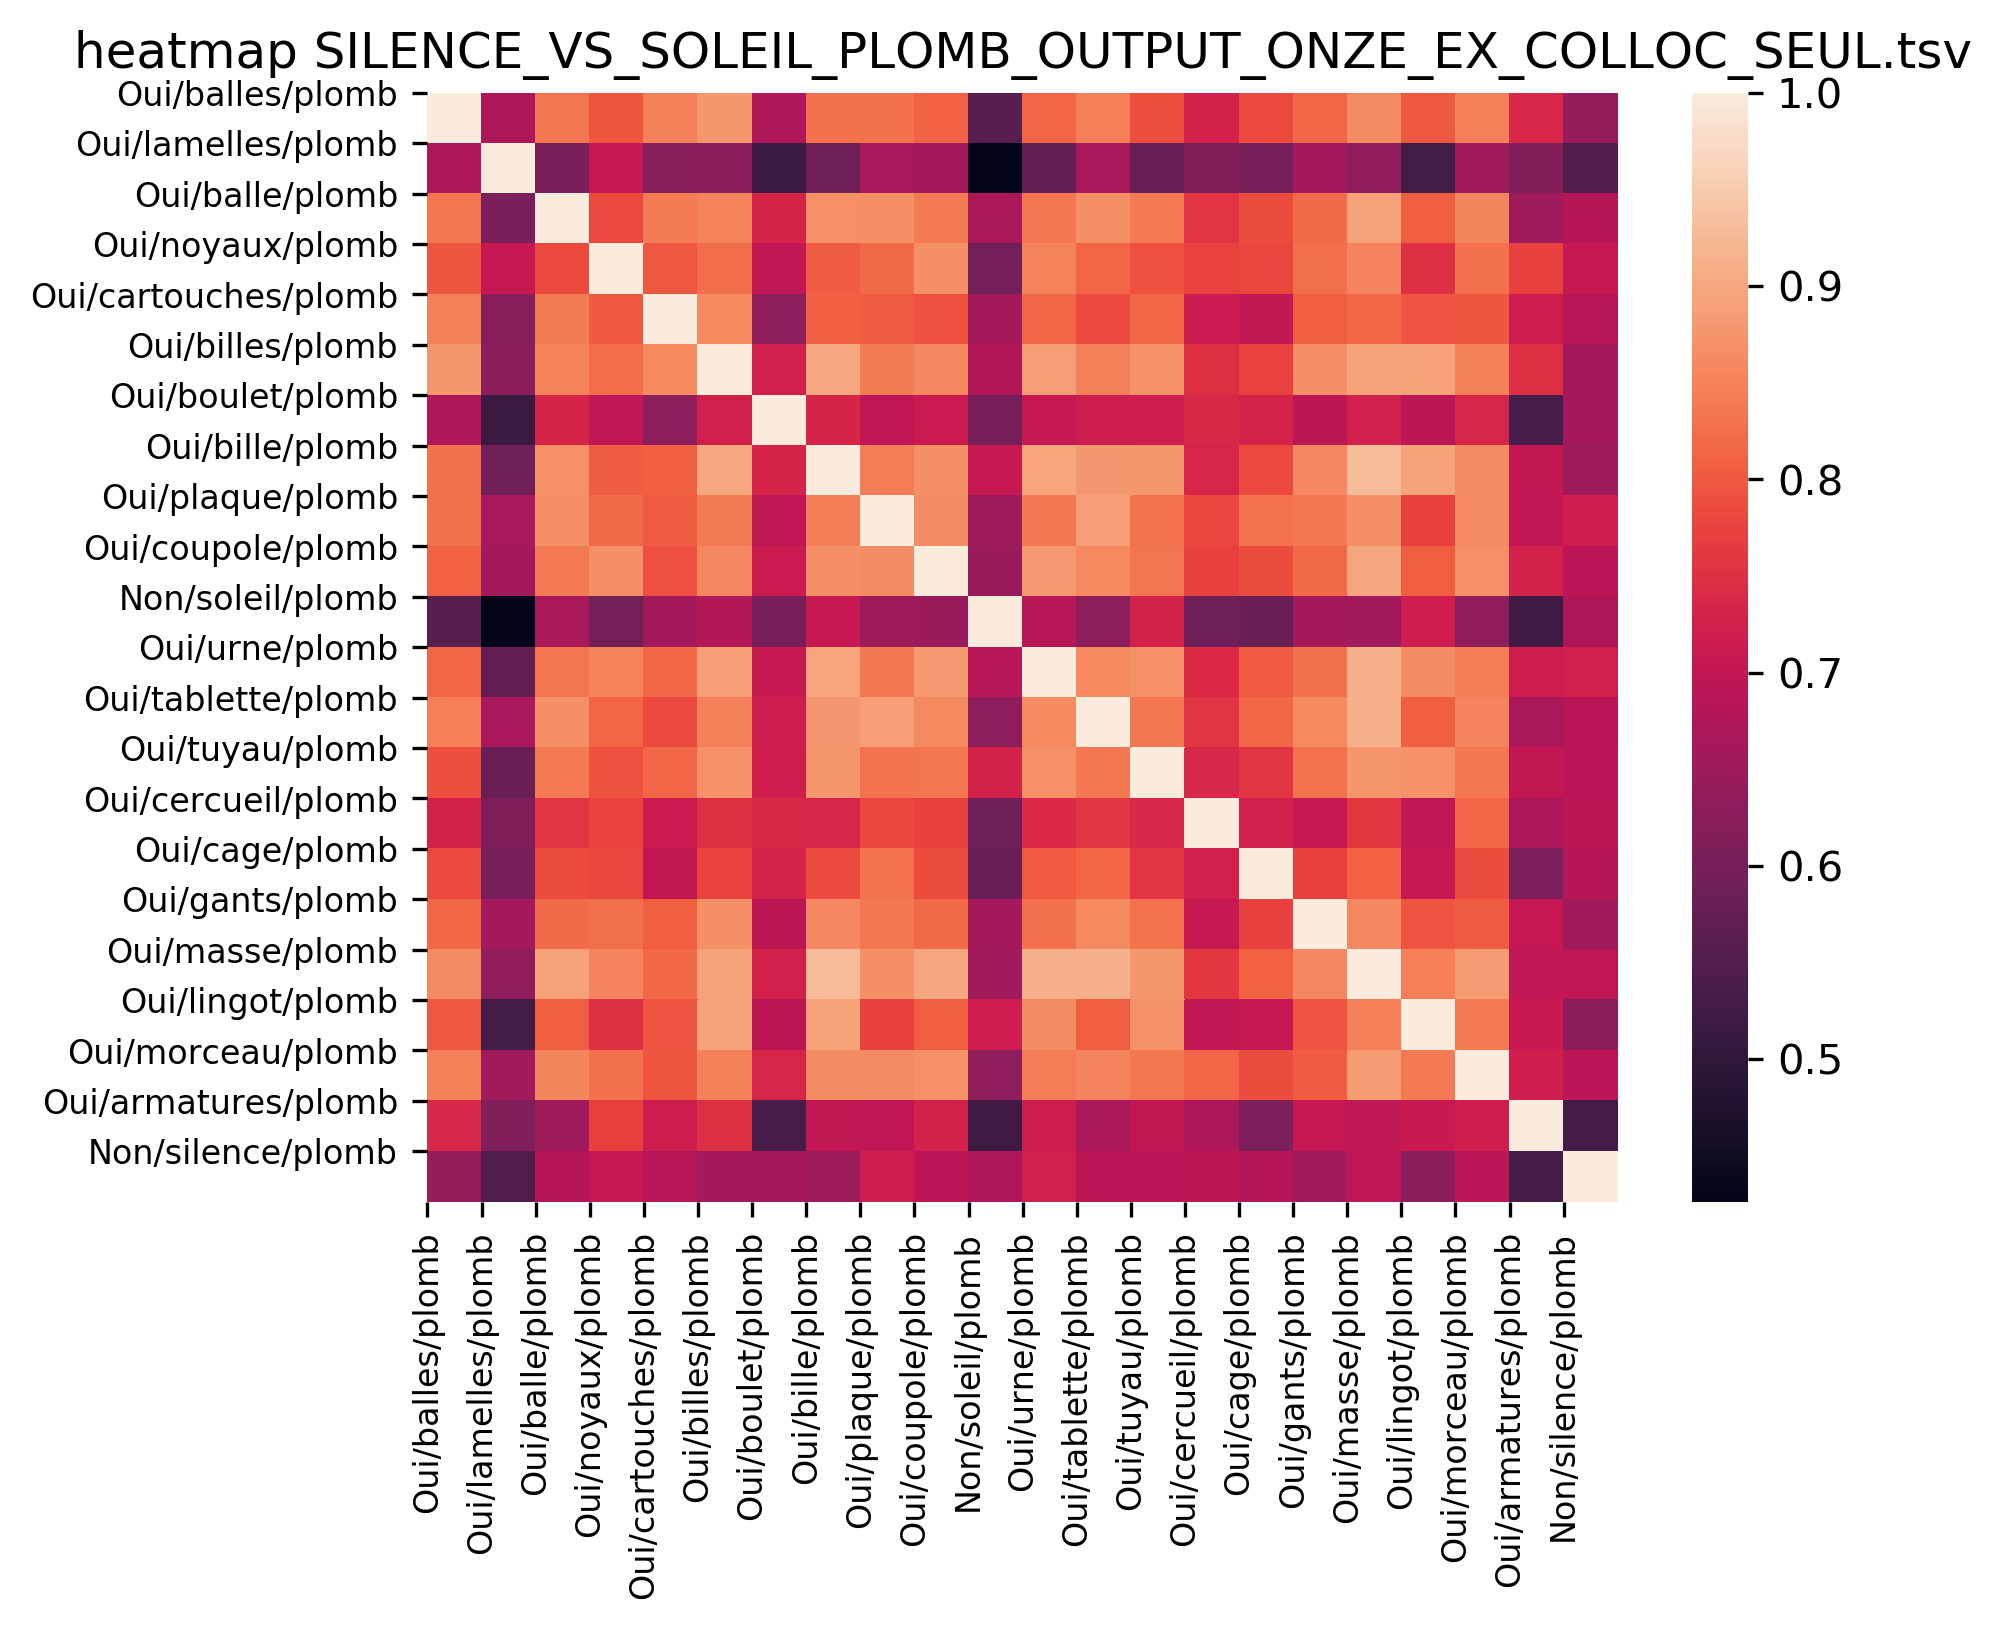 heatmap SILENCE_VS_SOLEIL_PLOMB_OUTPUT_ONZE_EX_COLLOC_SEUL.tsv
Oui/balles/plomb
Oui/lamelles/plomb
Oui/balle/plomb
Oui/noyaux/plomb
Oui/cartouches/plomb
Oui/billes/plomb
Oui/boulet/plomb
Oui/bille/plomb
Oui/plaque/plomb
Oui/coupole/plomb
Non/soleil/plomb
Oui/urne/plomb
Oui/tablette/plomb
Oui/tuyau/plomb
Oui/cercueil/plomb
Oui/cage/plomb
Oui/gants/plomb
Oui/masse/plomb
Oui/lingot/plomb
Oui/morceau/plomb
Oui/armatures/plomb
Non/silence/plomb
Oui/balles/plomb
Oui/lamelles/plomb
Oui/balle/plomb
Oui/noyaux/plomb
Oui/cartouches/plomb
Oui/billes/plomb
Oui/boulet/plomb
Oui/bille/plomb
Oui/plaque/plomb
Oui/coupole/plomb
Non/soleil/plomb
Oui/urne/plomb
Oui/tablette/plomb
Oui/tuyau/plomb
Oui/cercueil/plomb
Oui/cage/plomb
Oui/gants/plomb
Oui/masse/plomb
Oui/lingot/plomb
Oui/morceau/plomb
Oui/armatures/plomb
Non/silence/plomb
1.0
0.9
0.8
0.7
0.6
0.5